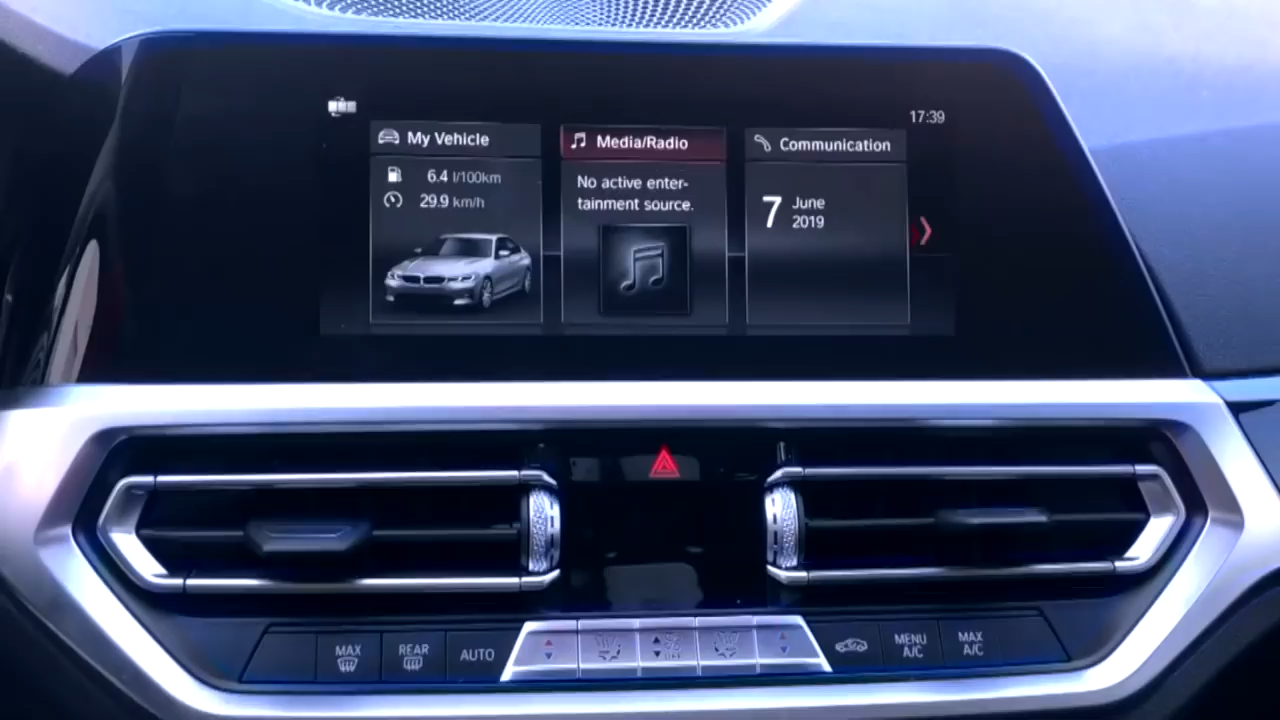 17:39
My Vehicle
6.4 l/100km
29.9 km/h
Media/Radio
No active enter-
tainment source.
Communication
7 June
2019
MAX
REAR
AUTO
OFF
MENU
A/C
MAX
A/C